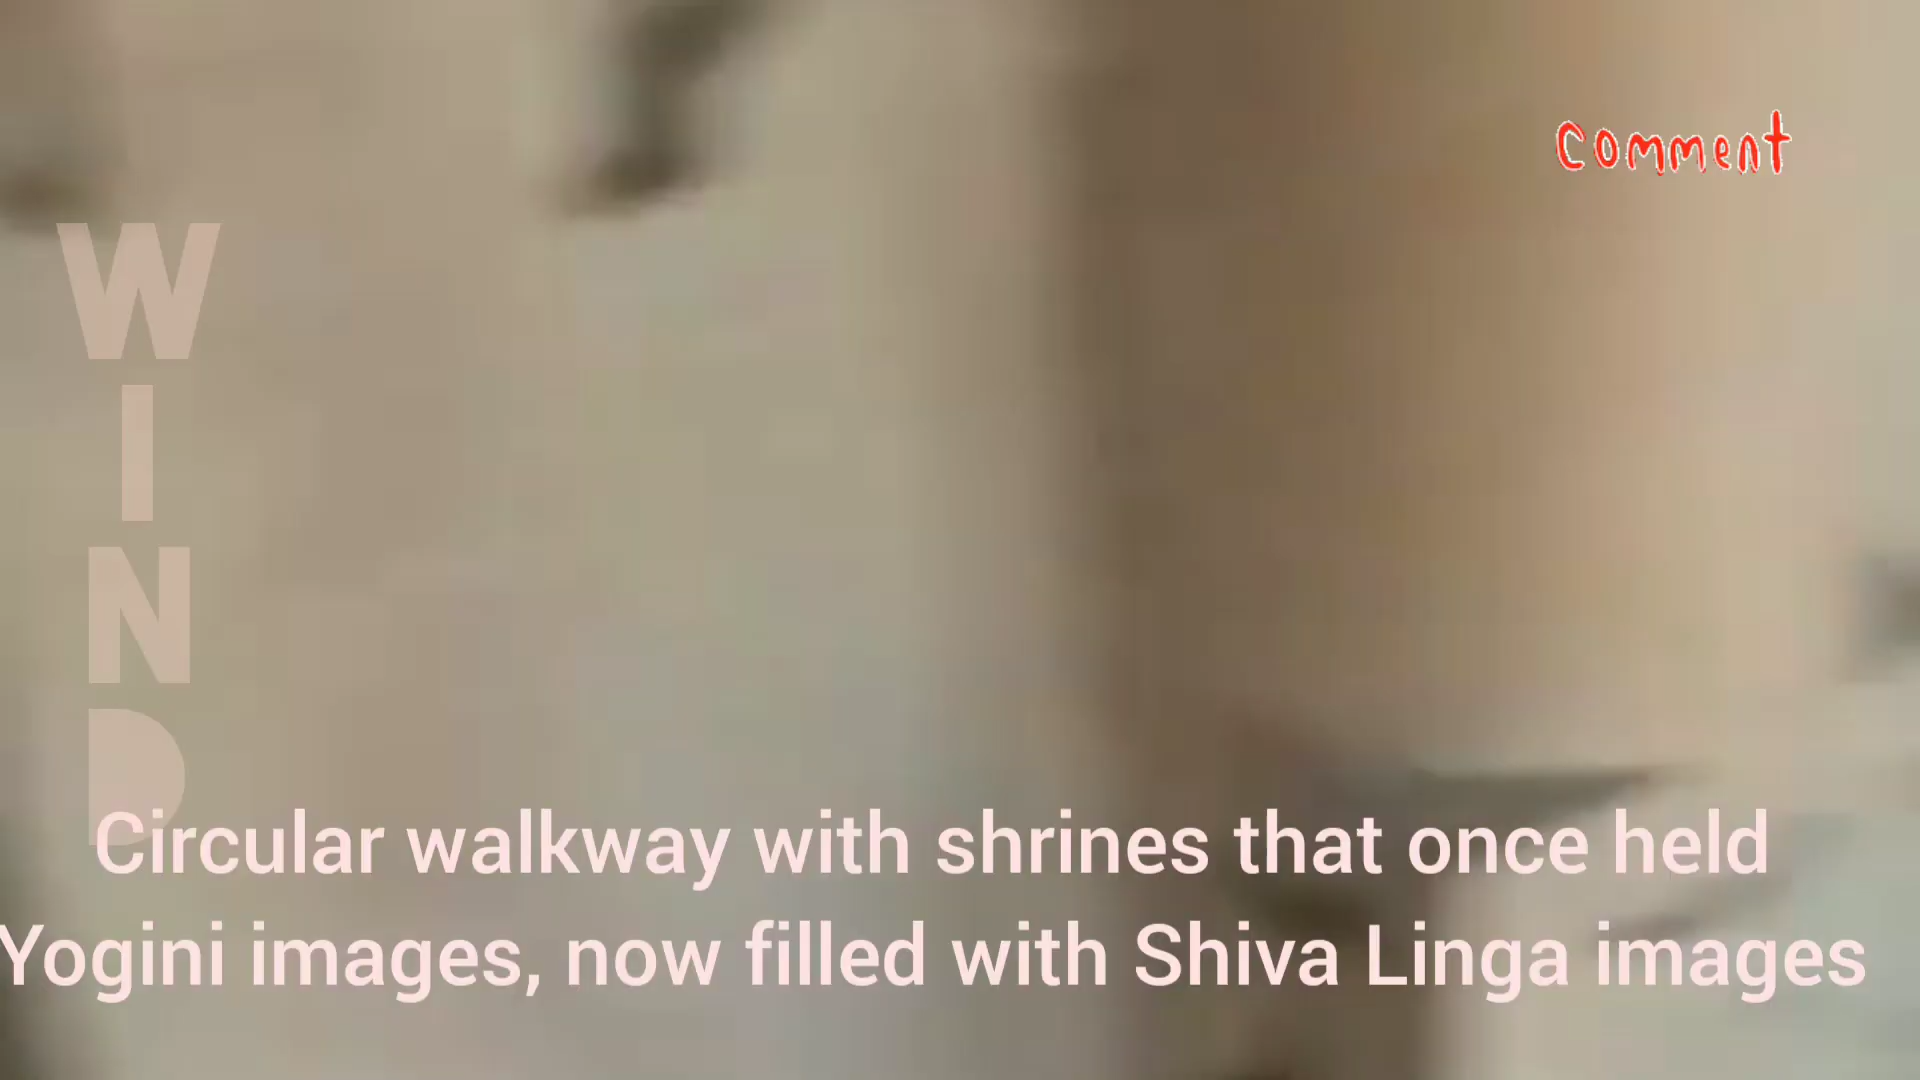 comment
WIND
Circular walkway with shrines that once held
Yogini images, now filled with Shiva Linga images